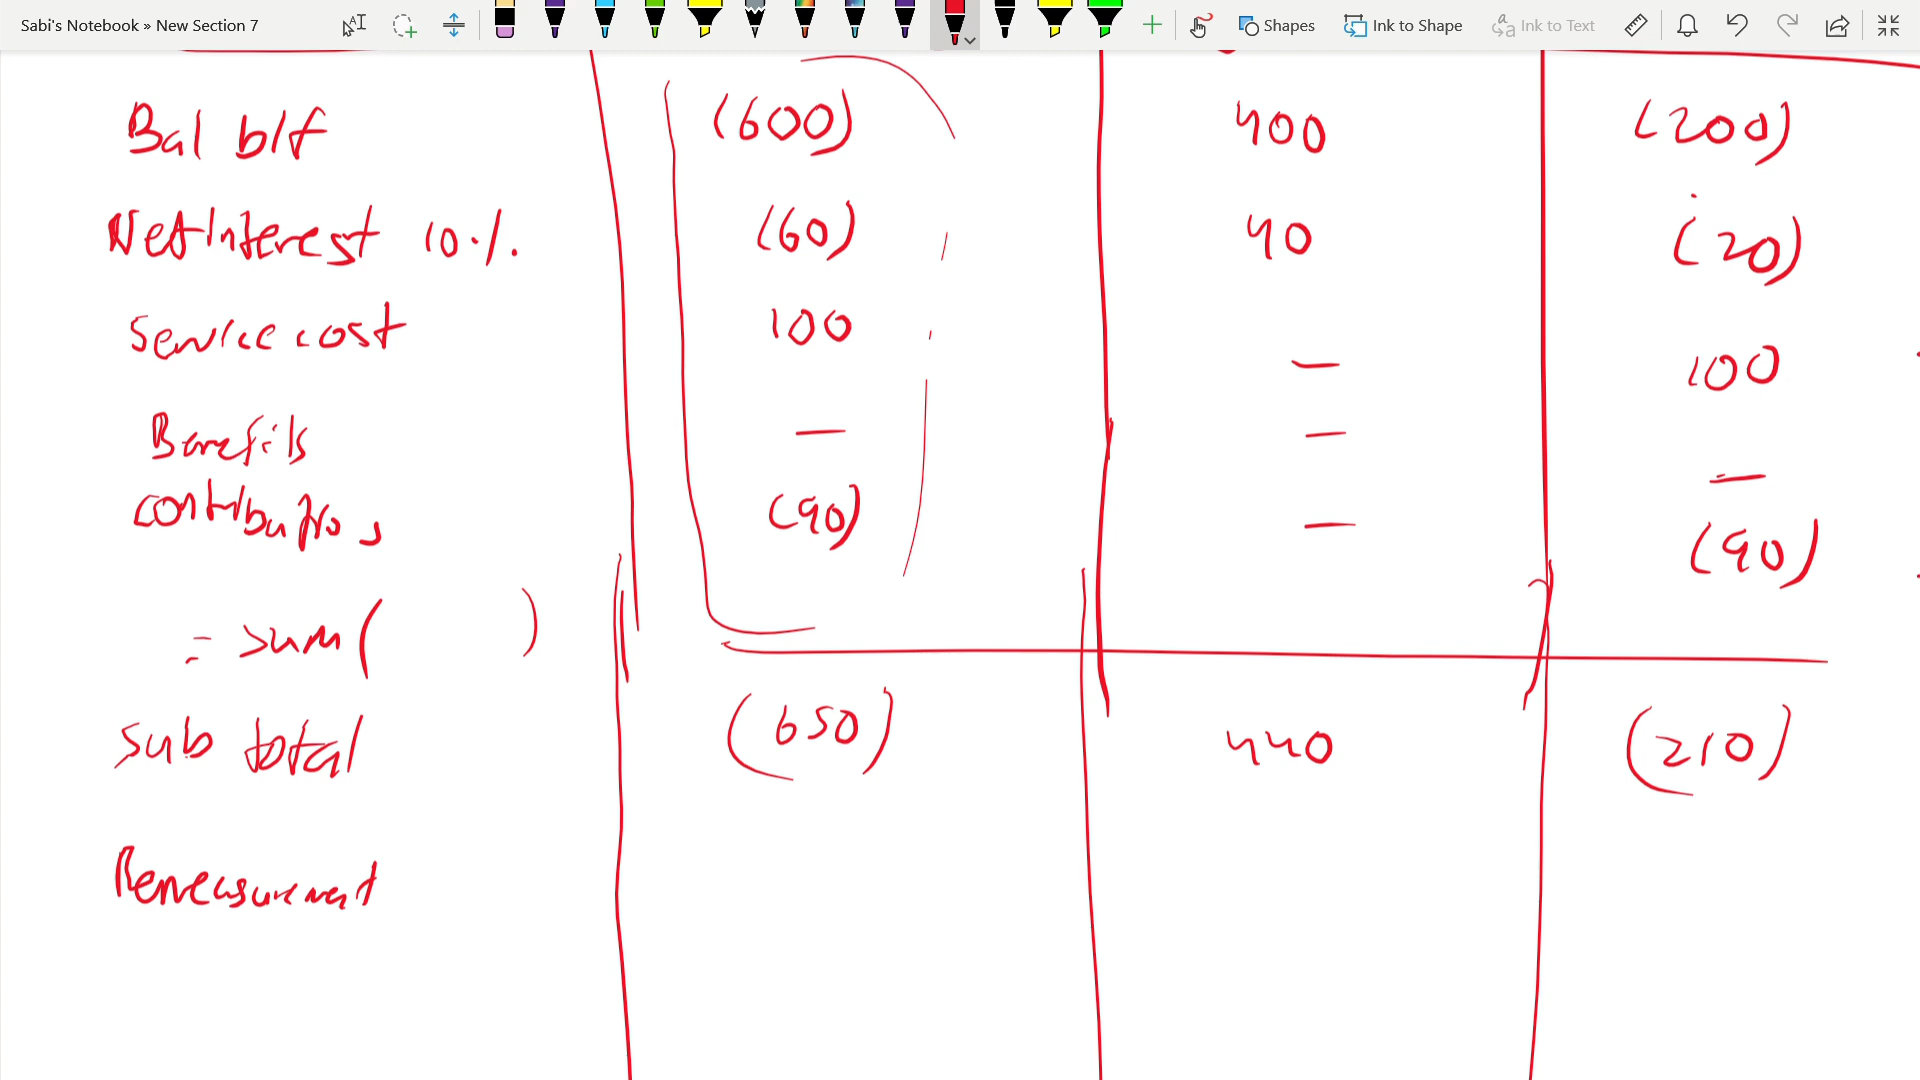 Sabi's Notebook » New Section 7 Shapes Ink to Shape Ink to Text
Bal b/f (600) 400 (200)
Net Interest 10 ./. (60) 40 (20)
Service cost 100 — 100
Benefits — — —
contributios (90) — (90)
= sum( )
sub total (650) 440 (210)
Remeasurement